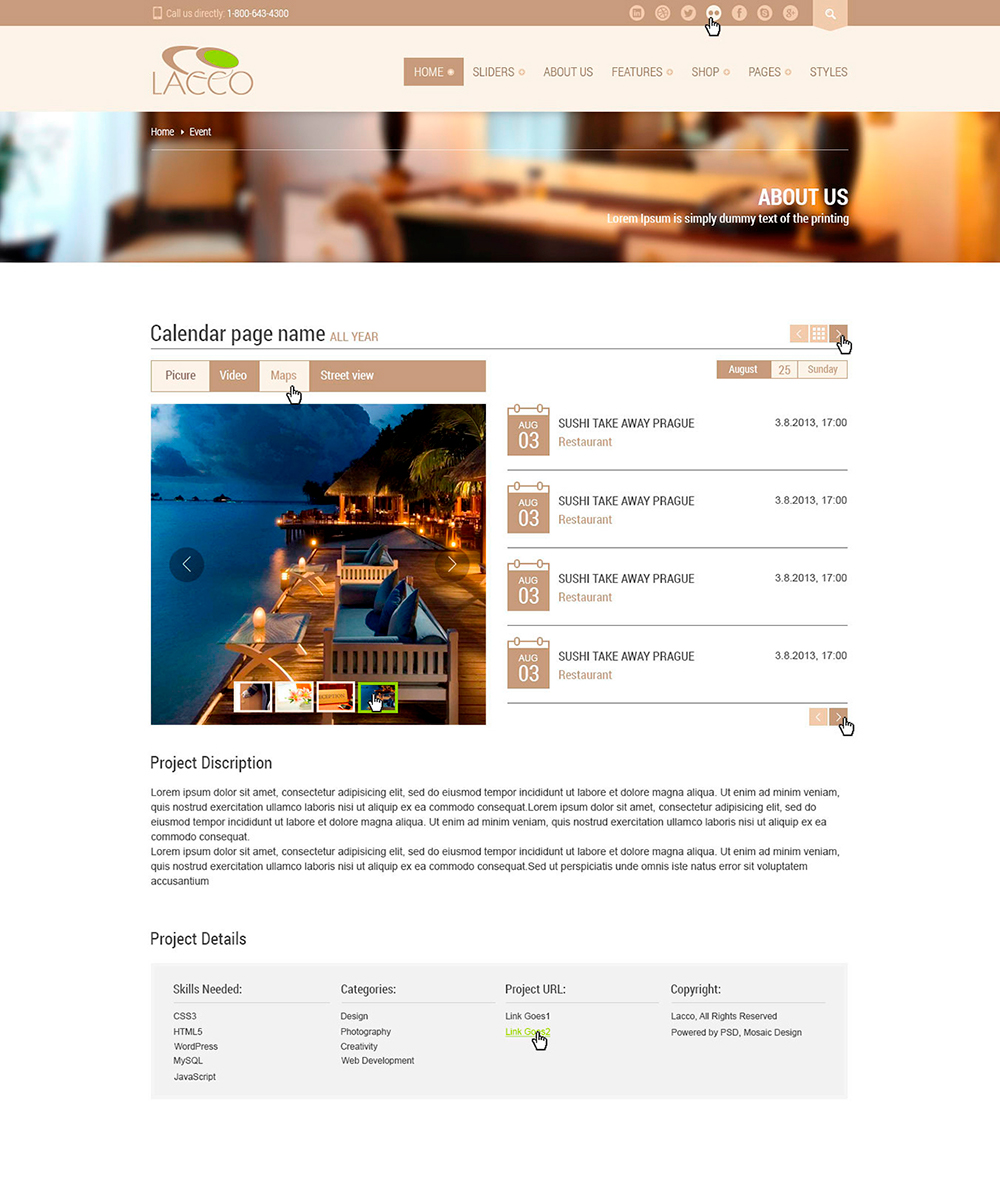 Call us directly: 1-800-643-4300
LACCO
HOME SLIDERS ABOUT US FEATURES SHOP PAGES STYLES
Home Event
ABOUT US
Lorem Ipsum is simply dummy text of the printing
Calendar page name ALL YEAR
Picure Video Maps Street view
August 25 Sunday
AUG
03
SUSHI TAKE AWAY PRAGUE 3.8.2013, 17:00
Restaurant
AUG
03
SUSHI TAKE AWAY PRAGUE 3.8.2013, 17:00
Restaurant
AUG
03
SUSHI TAKE AWAY PRAGUE 3.8.2013, 17:00
Restaurant
AUG
03
SUSHI TAKE AWAY PRAGUE 3.8.2013, 17:00
Restaurant
Project Discription
Lorem ipsum dolor sit amet, consectetur adipisicing elit, sed do eiusmod tempor incididunt ut labore et dolore magna aliqua. Ut enim ad minim veniam,
quis nostrud exercitation ullamco laboris nisi ut aliquip ex ea commodo consequat.Lorem ipsum dolor sit amet, consectetur adipisicing elit, sed do
eiusmod tempor incididunt ut labore et dolore magna aliqua. Ut enim ad minim veniam, quis nostrud exercitation ullamco laboris nisi ut aliquip ex ea
commodo consequat.
Lorem ipsum dolor sit amet, consectetur adipisicing elit, sed do eiusmod tempor incididunt ut labore et dolore magna aliqua. Ut enim ad minim veniam,
quis nostrud exercitation ullamco laboris nisi ut aliquip ex ea commodo consequat.Sed ut perspiciatis unde omnis iste natus error sit voluptatem
accusantium
Project Details
Skills Needed:
CSS3
HTML5
WordPress
MySQL
JavaScript
Categories:
Design
Photography
Creativity
Web Development
Project URL:
Link Goes1
Link Goes2
Copyright:
Lacco, All Rights Reserved
Powered by PSD, Mosaic Design